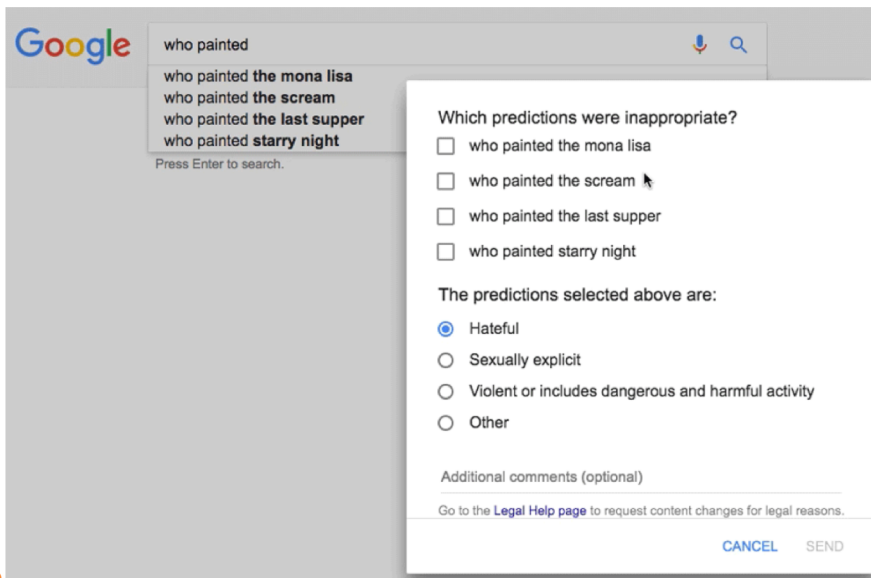 Google
who painted
who painted the mona lisa
who painted the scream
who painted the last supper
who painted starry night
Press Enter to search.
Which predictions were inappropriate?
who painted the mona lisa
who painted the scream
who painted the last supper
who painted starry night
The predictions selected above are:
Hateful
Sexually explicit
Violent or includes dangerous and harmful activity
Other
Additional comments (optional)
Go to the Legal Help page to request content changes for legal reasons.
CANCEL SEND